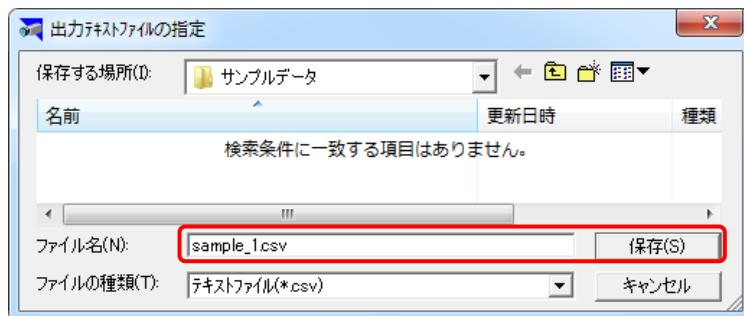 出力ﾃｷｽﾄﾌｧｲﾙの指定
保存する場所(I): サンプルデータ
名前 更新日時 種類
検索条件に一致する項目はありません。
ファイル名(N): sample_1.csv 保存(S)
ファイルの種類(T): ﾃｷｽﾄﾌｧｲﾙ(*.csv) キャンセル